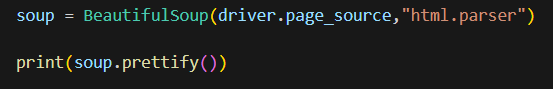 soup = BeautifulSoup(driver.page_source,"html.parser")
print(soup.prettify())